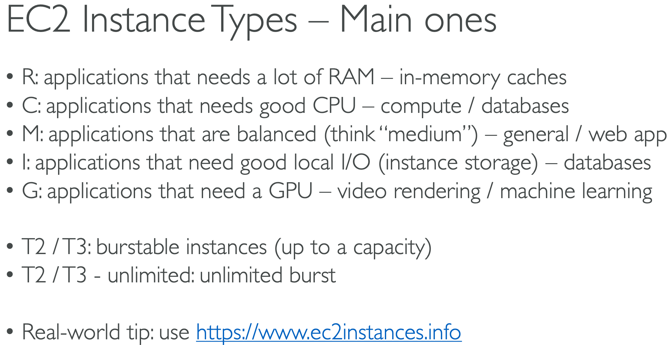 EC2 Instance Types – Main ones
• R: applications that needs a lot of RAM – in-memory caches
• C: applications that needs good CPU – compute / databases
• M: applications that are balanced (think “medium”) – general / web app
• I: applications that need good local I/O (instance storage) – databases
• G: applications that need a GPU – video rendering / machine learning
• T2 / T3: burstable instances (up to a capacity)
• T2 / T3 - unlimited: unlimited burst
• Real-world tip: use https://www.ec2instances.info